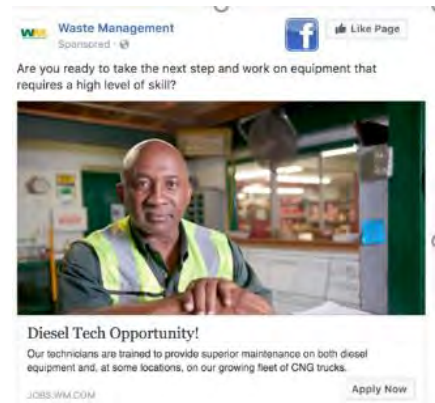 WM Waste Management
Sponsored ·
Like Page
Are you ready to take the next step and work on equipment that
requires a high level of skill?
Diesel Tech Opportunity!
Our technicians are trained to provide superior maintenance on both diesel
equipment and, at some locations, on our growing fleet of CNG trucks.
JOBS.WM.COM
Apply Now